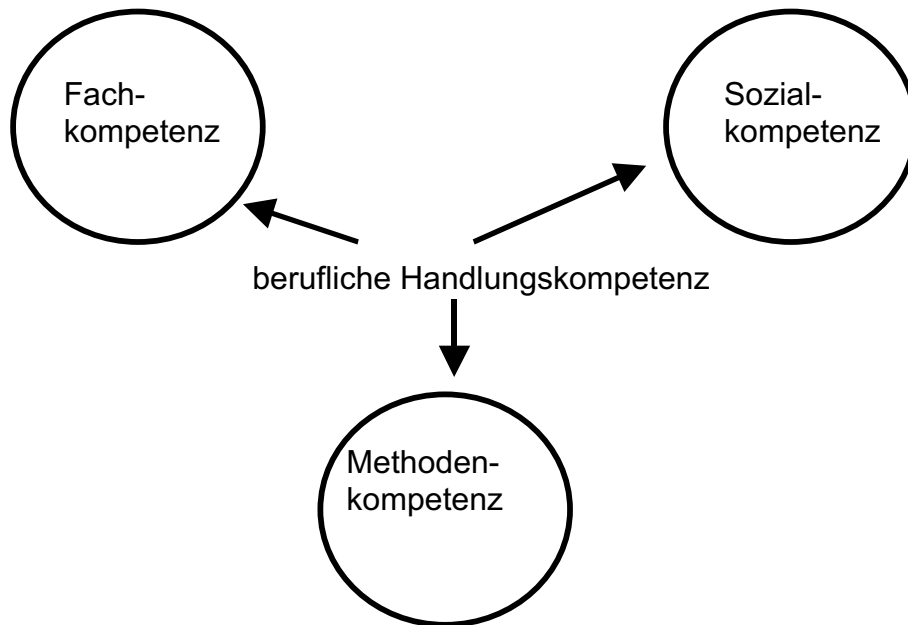 Fach-
kompetenz
Sozial-
kompetenz
berufliche Handlungskompetenz
Methoden-
kompetenz